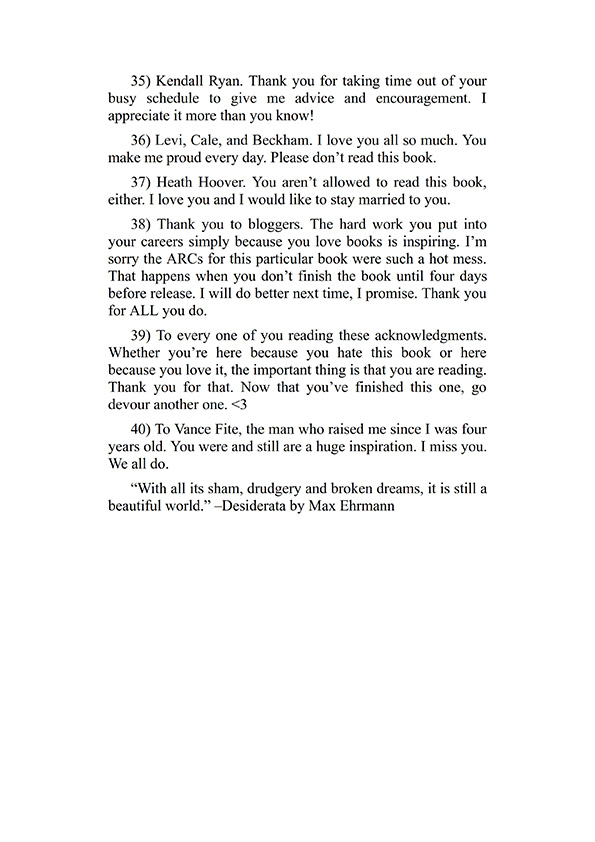 35) Kendall Ryan. Thank you for taking time out of your
busy schedule to give me advice and encouragement. I
appreciate it more than you know!
36) Levi, Cale, and Beckham. I love you all so much. You
make me proud every day. Please don’t read this book.
37) Heath Hoover. You aren’t allowed to read this book,
either. I love you and I would like to stay married to you.
38) Thank you to bloggers. The hard work you put into
your careers simply because you love books is inspiring. I’m
sorry the ARCs for this particular book were such a hot mess.
That happens when you don’t finish the book until four days
before release. I will do better next time, I promise. Thank you
for ALL you do.
39) To every one of you reading these acknowledgments.
Whether you’re here because you hate this book or here
because you love it, the important thing is that you are reading.
Thank you for that. Now that you’ve finished this one, go
devour another one. <3
40) To Vance Fite, the man who raised me since I was four
years old. You were and still are a huge inspiration. I miss you.
We all do.
“With all its sham, drudgery and broken dreams, it is still a
beautiful world.” –Desiderata by Max Ehrmann